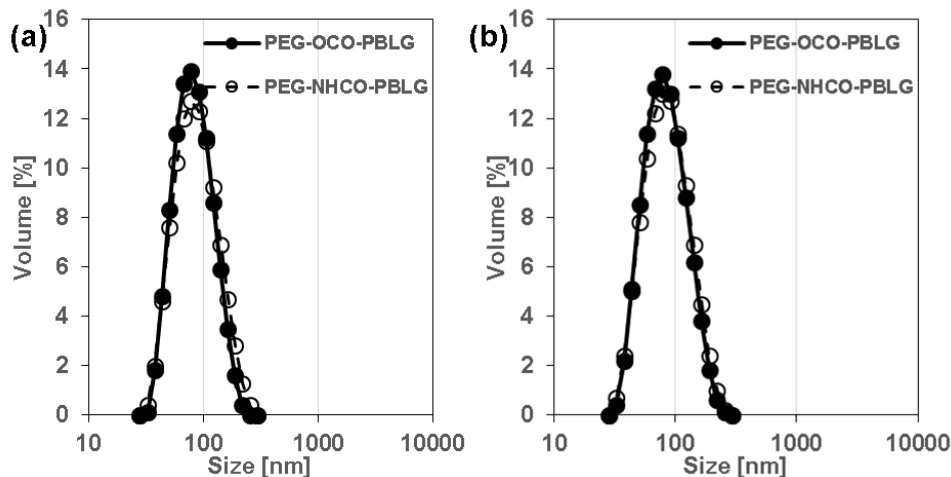 (a)
PEG-OCO-PBLG
PEG-NHCO-PBLG
Volume [%]
16
14
12
10
8
6
4
2
0
10 100 1000 10000
Size [nm]
(b)
PEG-OCO-PBLG
PEG-NHCO-PBLG
Volume [%]
16
14
12
10
8
6
4
2
0
10 100 1000 10000
Size [nm]